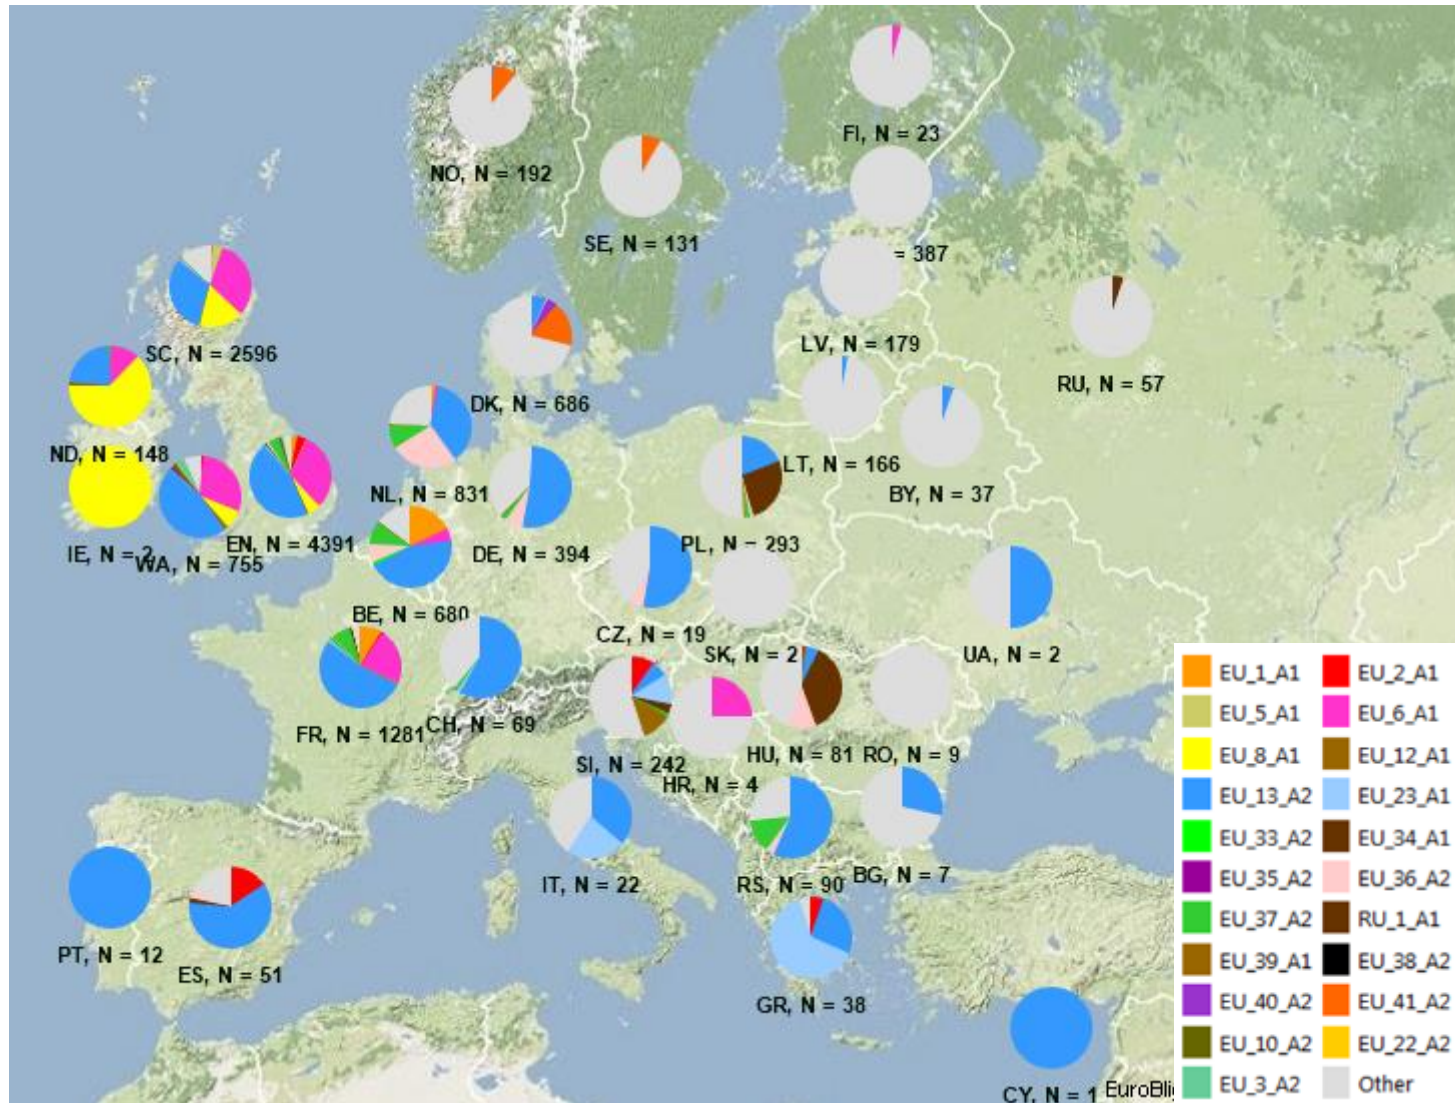 FI, N = 23
NO, N = 192
SE, N = 131
= 387
SC, N = 2596
LV, N = 179
RU, N = 57
DK, N = 686
ND, N = 148
LT, N = 166
BY, N = 37
NL, N = 831
EN, N = 4391
DE, N = 394
PL, N = 293
IE, N = 2
WA, N = 755
BE, N = 680
CZ, N = 19
SK, N = 2
UA, N = 2
FR, N = 1281
CH, N = 69
SI, N = 242
HR, N = 4
HU, N = 81
RO, N = 9
IT, N = 22
RS, N = 90
BG, N = 7
PT, N = 12
ES, N = 51
GR, N = 38
CY, N = 1
EuroBli
EU_1_A1 EU_2_A1
EU_5_A1 EU_6_A1
EU_8_A1 EU_12_A1
EU_13_A2 EU_23_A1
EU_33_A2 EU_34_A1
EU_35_A2 EU_36_A2
EU_37_A2 RU_1_A1
EU_39_A1 EU_38_A2
EU_40_A2 EU_41_A2
EU_10_A2 EU_22_A2
EU_3_A2 Other